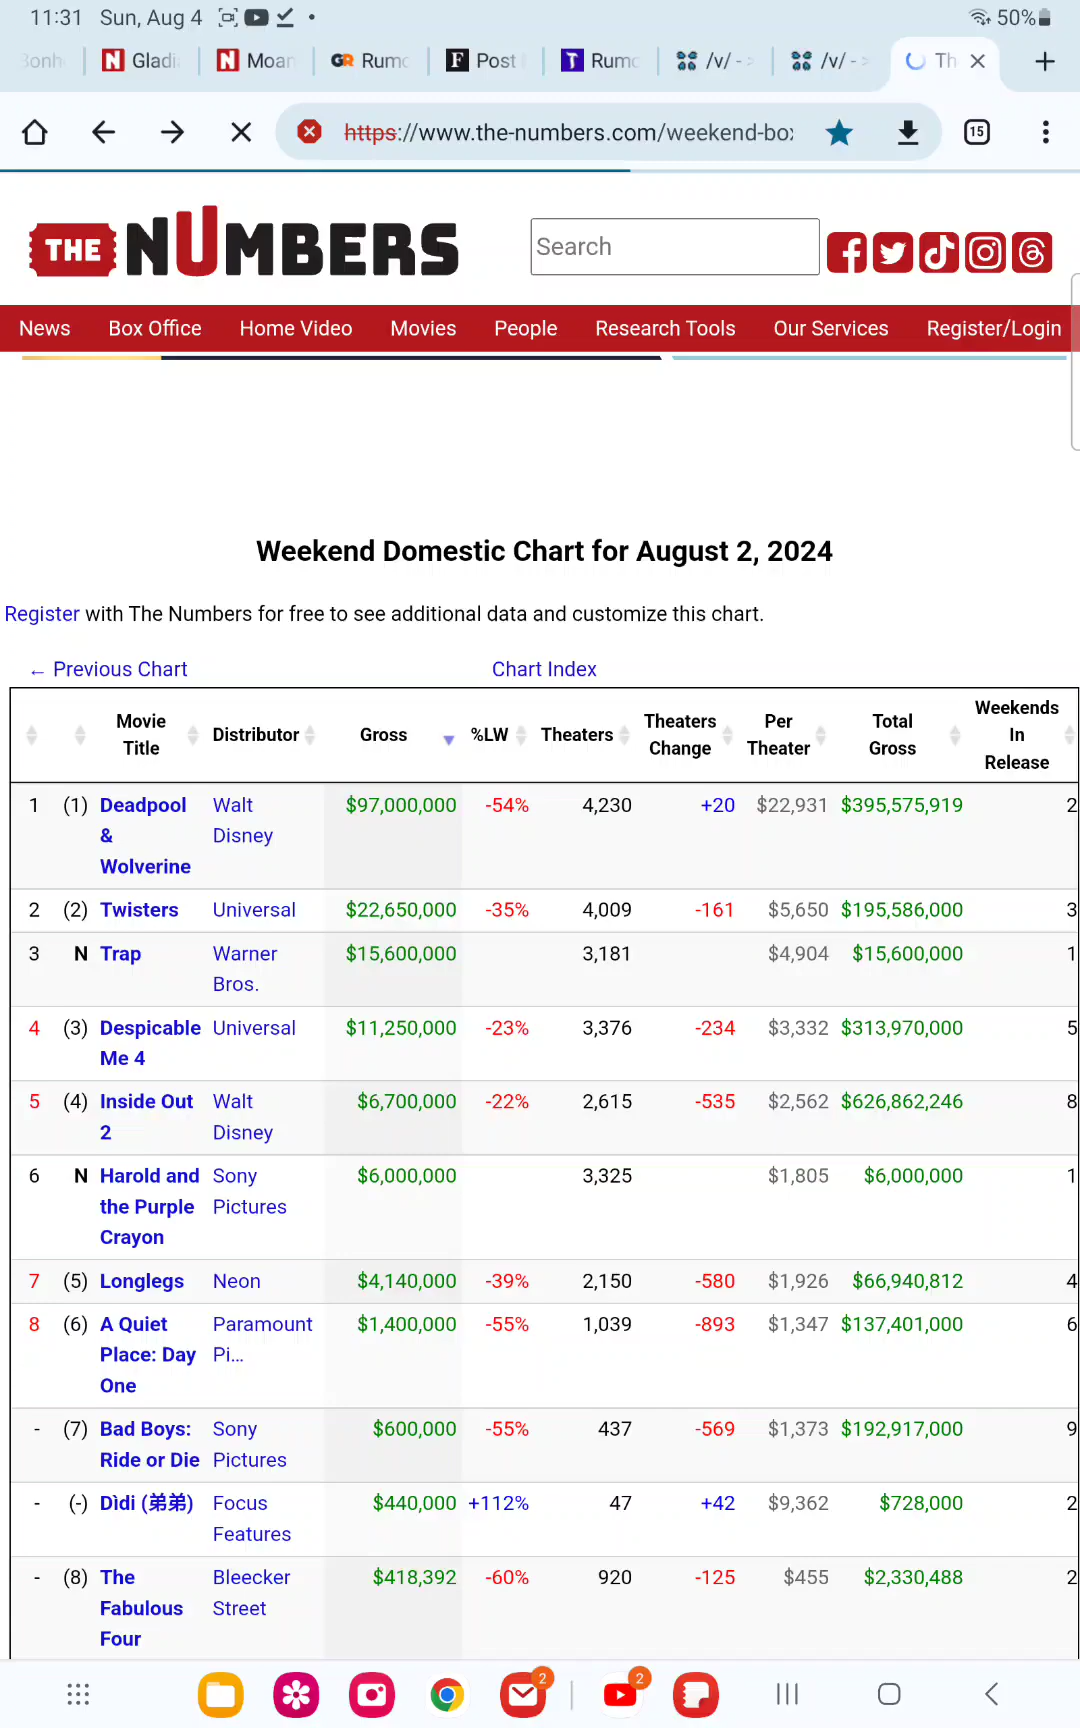 11:31 Sun, Aug 4 50%
Gladi Moan Rumo Post Rumo /v/ - /v/ - Th
https://www.the-numbers.com/weekend-box 15
THE NUMBERS Search
News Box Office Home Video Movies People Research Tools Our Services Register/Login
Weekend Domestic Chart for August 2, 2024
Register with The Numbers for free to see additional data and customize this chart.
← Previous Chart Chart Index
Movie Title Distributor Gross %LW Theaters Theaters Change Per Theater Total Gross Weekends In Release
1 (1) Deadpool & Wolverine Walt Disney $97,000,000 -54% 4,230 +20 $22,931 $395,575,919 2
2 (2) Twisters Universal $22,650,000 -35% 4,009 -161 $5,650 $195,586,000 3
3 N Trap Warner Bros. $15,600,000 3,181 $4,904 $15,600,000 1
4 (3) Despicable Me 4 Universal $11,250,000 -23% 3,376 -234 $3,332 $313,970,000 5
5 (4) Inside Out 2 Walt Disney $6,700,000 -22% 2,615 -535 $2,562 $626,862,246 8
6 N Harold and the Purple Crayon Sony Pictures $6,000,000 3,325 $1,805 $6,000,000 1
7 (5) Longlegs Neon $4,140,000 -39% 2,150 -580 $1,926 $66,940,812 4
8 (6) A Quiet Place: Day One Paramount Pi... $1,400,000 -55% 1,039 -893 $1,347 $137,401,000 6
- (7) Bad Boys: Ride or Die Sony Pictures $600,000 -55% 437 -569 $1,373 $192,917,000 9
- (-) Dìdi (弟弟) Focus Features $440,000 +112% 47 +42 $9,362 $728,000 2
- (8) The Fabulous Four Bleecker Street $418,392 -60% 920 -125 $455 $2,330,488 2
2 2